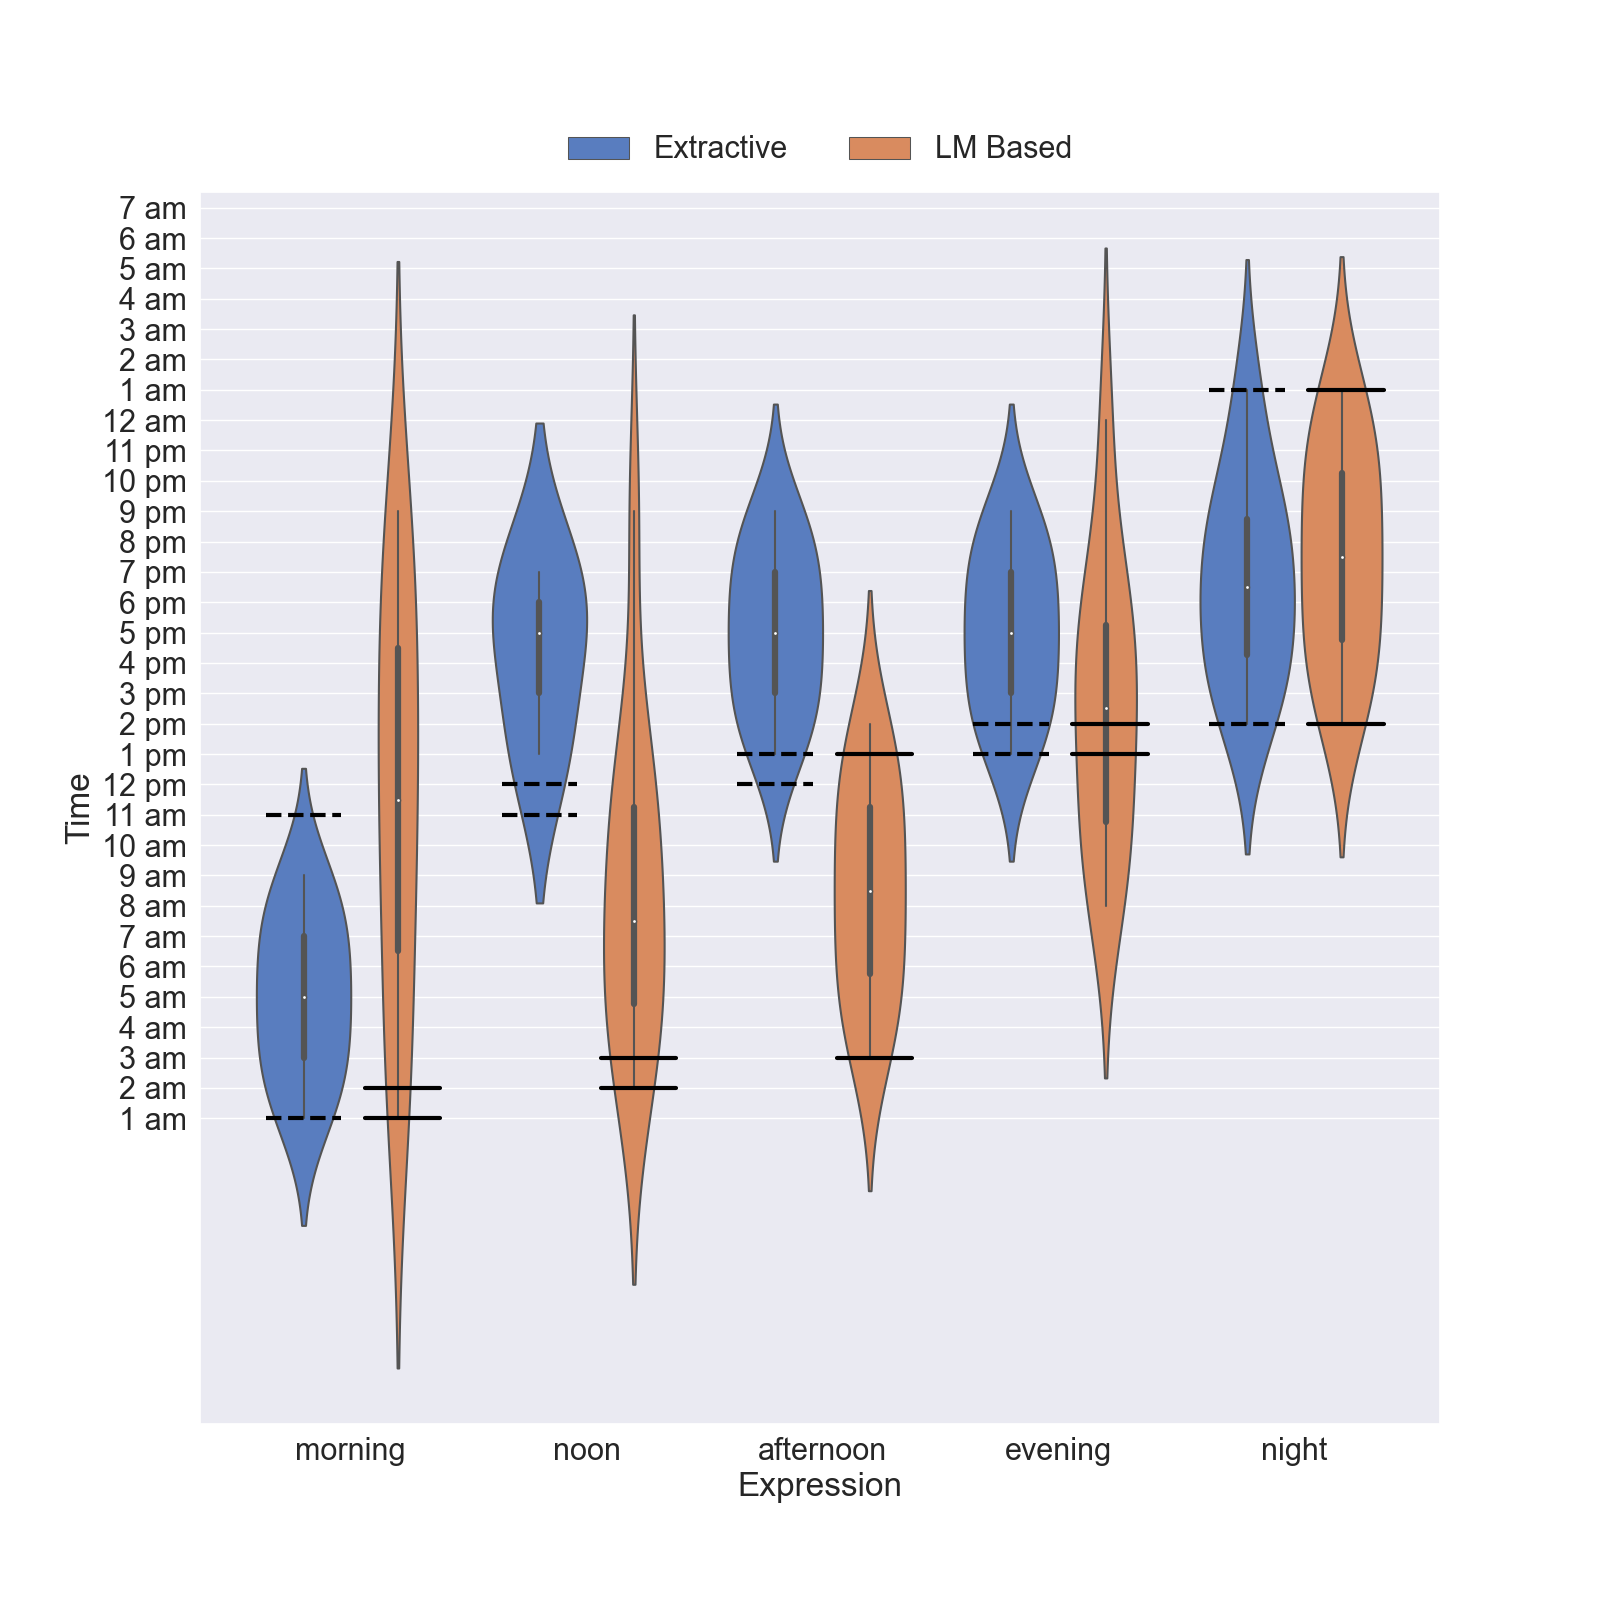 Extractive LM Based
7 am
6 am
5 am
4 am
3 am
2 am
1 am
12 am
11 pm
10 pm
9 pm
8 pm
7 pm
6 pm
5 pm
4 pm
3 pm
2 pm
1 pm
12 pm
11 am
10 am
9 am
8 am
7 am
6 am
5 am
4 am
3 am
2 am
1 am
Time
morning noon afternoon evening night
Expression